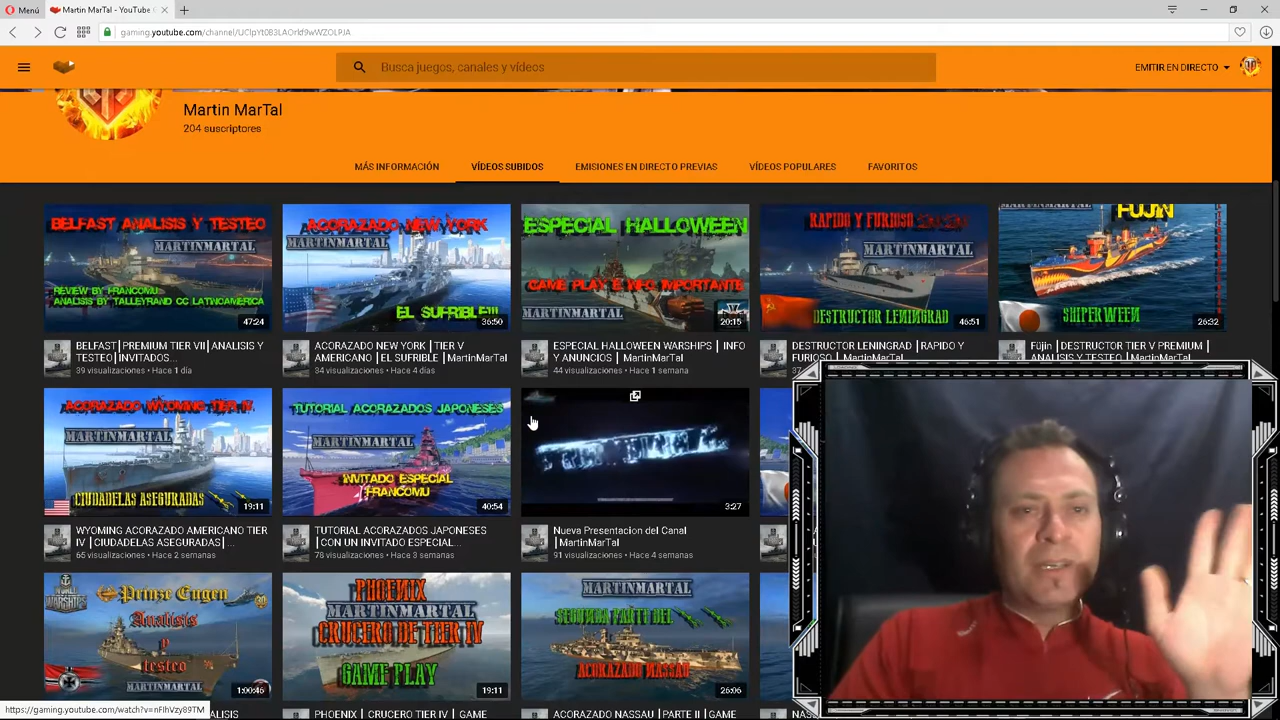 Menú
Martin MarTal - YouTube G
gaming.youtube.com/channel/
Busca juegos, canales y vídeos
EMITIR EN DIRECTO
Martin MarTal
204 suscriptores
MÁS INFORMACIÓN
VÍDEOS SUBIDOS
EMISIONES EN DIRECTO PREVIAS
VÍDEOS POPULARES
FAVORITOS
BELFAST ANALISIS Y TESTEO
MARTINMARTAL
REVIEW BY FRANCOMU
ANALISIS BY TALLEYRAND CC LATINOAMERICA
47:24
ACORAZADO NEW YORK
MARTINMARTAL
EL SUFRIBLE!!!
36:50
ESPECIAL HALLOWEEN
GAME PLAY E INFO IMPORTANTE
MARTINMARTAL
20:15
RAPIDO Y FURIOSO
MARTINMARTAL
DESTRUCTOR LENINGRAD
46:51
FUJIN
SNIPERWEEN
26:32
BELFAST|PREMIUM TIER VII|ANALISIS Y
TESTEO|INVITADOS...
39 visualizaciones • Hace 1 día
ACORAZADO NEW YORK |TIER V
AMERICANO |EL SUFRIBLE |MartinMarTal
34 visualizaciones • Hace 4 días
ESPECIAL HALLOWEEN WARSHIPS | INFO
Y ANUNCIOS | MartinMarTal
44 visualizaciones • Hace 1 semana
DESTRUCTOR LENINGRAD |RAPIDO Y
FURIOSO | MartinMarTal
Fūjin |DESTRUCTOR TIER V PREMIUM |
ANALISIS Y TESTEO |MartinMarTal
ACORAZADO WYOMING TIER IV
MARTINMARTAL
CIUDADELAS ASEGURADAS
19:11
TUTORIAL ACORAZADOS JAPONESES
MARTINMARTAL
INVITADO ESPECIAL
FRANCOMU
40:54
3:27
WYOMING ACORAZADO AMERICANO TIER
IV |CIUDADELAS ASEGURADAS|...
65 visualizaciones • Hace 2 semanas
TUTORIAL ACORAZADOS JAPONESES
|CON UN INVITADO ESPECIAL...
78 visualizaciones • Hace 3 semanas
Nueva Presentacion del Canal
|MartinMarTal
91 visualizaciones • Hace 4 semanas
Prinze Eugen
Analisis
y
testeo
MARTINMARTAL
1:00:46
PHOENIX
MARTINMARTAL
CRUCERO DE TIER IV
GAME PLAY
19:11
MARTINMARTAL
SEGUNDA PARTE DEL
ACORAZADO NASSAU
26:06
PHOENIX | CRUCERO TIER IV | GAME
ACORAZADO NASSAU |PARTE II |GAME
https://gaming.youtube.com/watch?v=nFIhVzy89TM